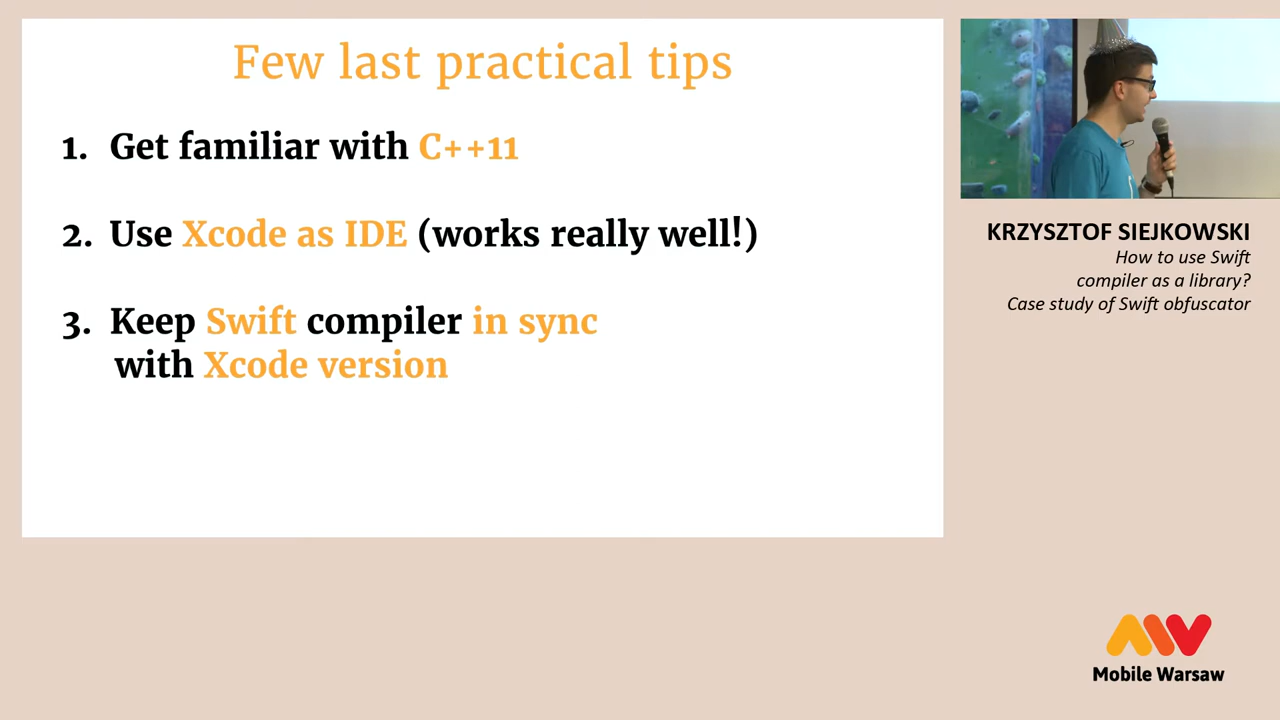 Few last practical tips
1. Get familiar with C++11
2. Use Xcode as IDE (works really well!)
3. Keep Swift compiler in sync
with Xcode version
KRZYSZTOF SIEJKOWSKI
How to use Swift
compiler as a library?
Case study of Swift obfuscator
Mobile Warsaw